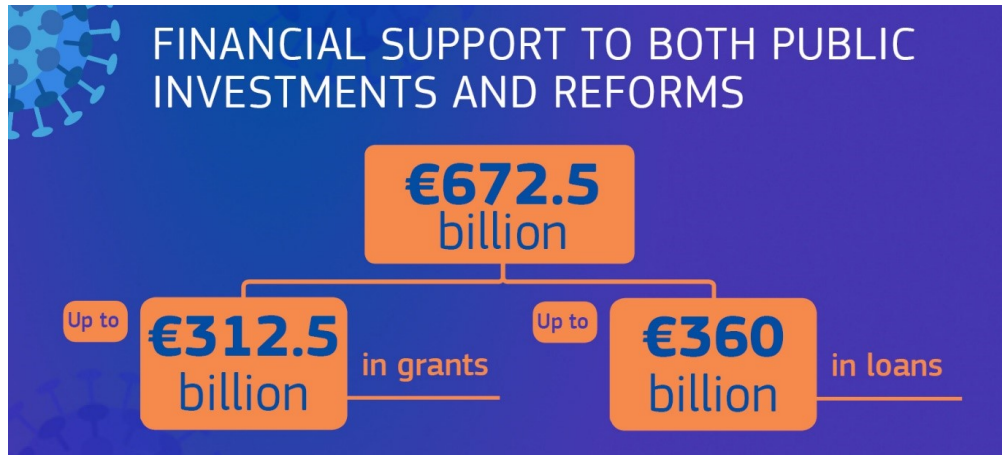 FINANCIAL SUPPORT TO BOTH PUBLIC
INVESTMENTS AND REFORMS
€672.5
billion
Up to
€312.5
billion
in grants
Up to
€360
billion
in loans